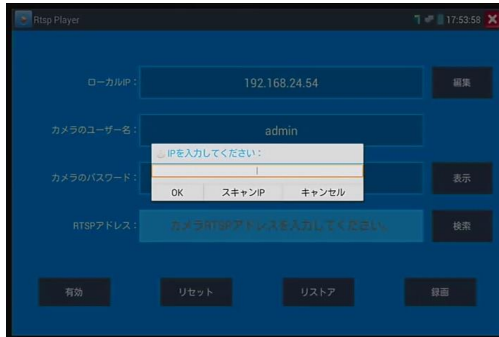 Rtsp Player 17:53:58
ローカルIP： 192.168.24.54 編集
カメラのユーザー名： admin
IPを入力してください：
OK スキャンIP キャンセル
カメラのパスワード： 表示
RTSPアドレス： カメラRTSPアドレスを入力してください。 検索
有効 リセット リストア 録画